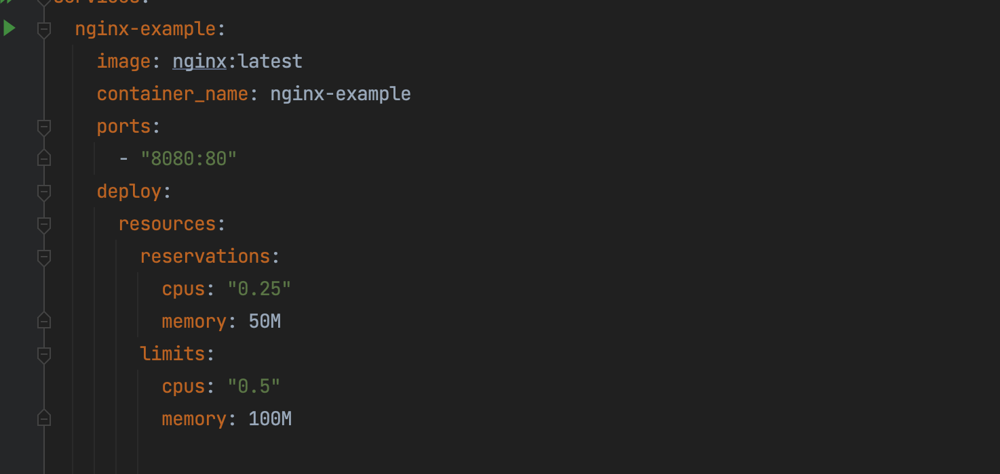 services:
  nginx-example:
    image: nginx:latest
    container_name: nginx-example
    ports:
      - "8080:80"
    deploy:
      resources:
        reservations:
          cpus: "0.25"
          memory: 50M
        limits:
          cpus: "0.5"
          memory: 100M